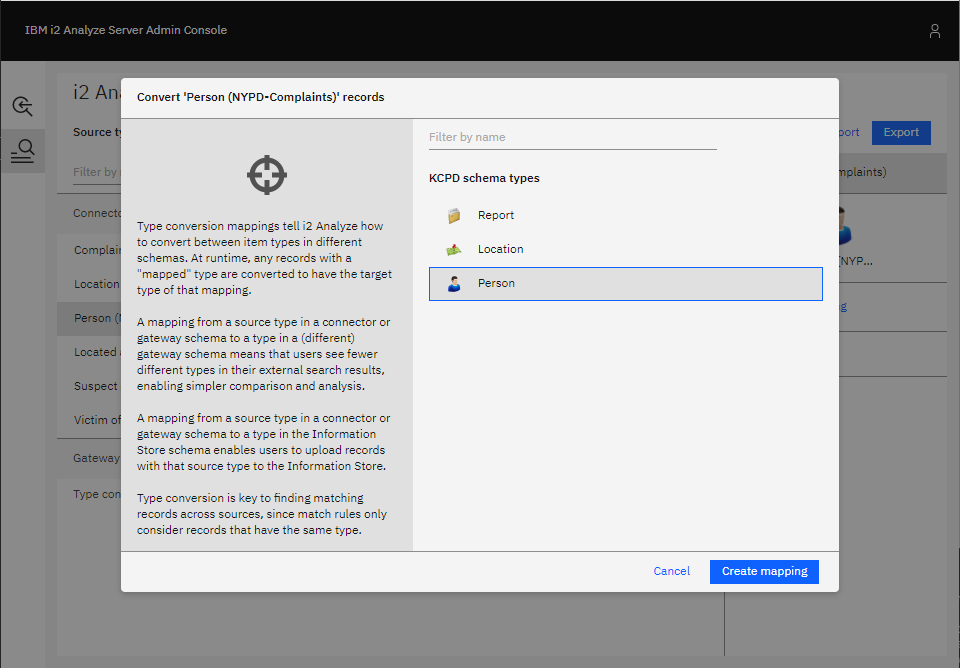 IBM i2 Analyze Server Admin Console
i2 An
Source ty
Filter by
Connecto
Complain
Location
Person (N
Located
Suspect
Victim of
Gateway
Type con
Convert 'Person (NYPD-Complaints)' records
Type conversion mappings tell i2 Analyze how
to convert between item types in different
schemas. At runtime, any records with a
"mapped" type are converted to have the target
type of that mapping.
A mapping from a source type in a connector or
gateway schema to a type in a (different)
gateway schema means that users see fewer
different types in their external search results,
enabling simpler comparison and analysis.
A mapping from a source type in a connector or
gateway schema to a type in the Information
Store schema enables users to upload records
with that source type to the Information Store.
Type conversion is key to finding matching
records across sources, since match rules only
consider records that have the same type.
Filter by name
KCPD schema types
Report
Location
Person
Cancel
Create mapping
port
Export
mplaints)
(NYP...
g